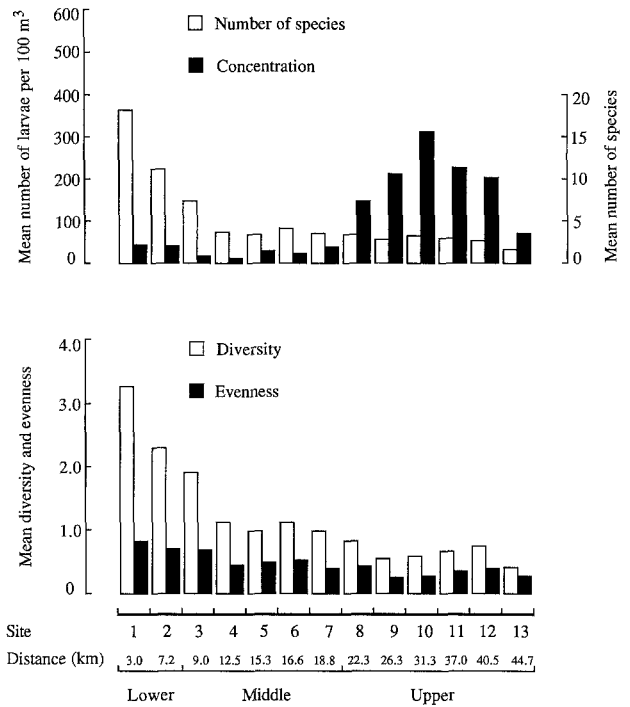 Mean number of larvae per 100 m³
600
500
400
300
200
100
0
Number of species
Concentration
20
15
10
5
0
Mean number of species
Mean diversity and evenness
4.0
3.0
2.0
1.0
0
Diversity
Evenness
Site 1 2 3 4 5 6 7 8 9 10 11 12 13
Distance (km) 3.0 7.2 9.0 12.5 15.3 16.6 18.8 22.3 26.3 31.3 37.0 40.5 44.7
Lower Middle Upper